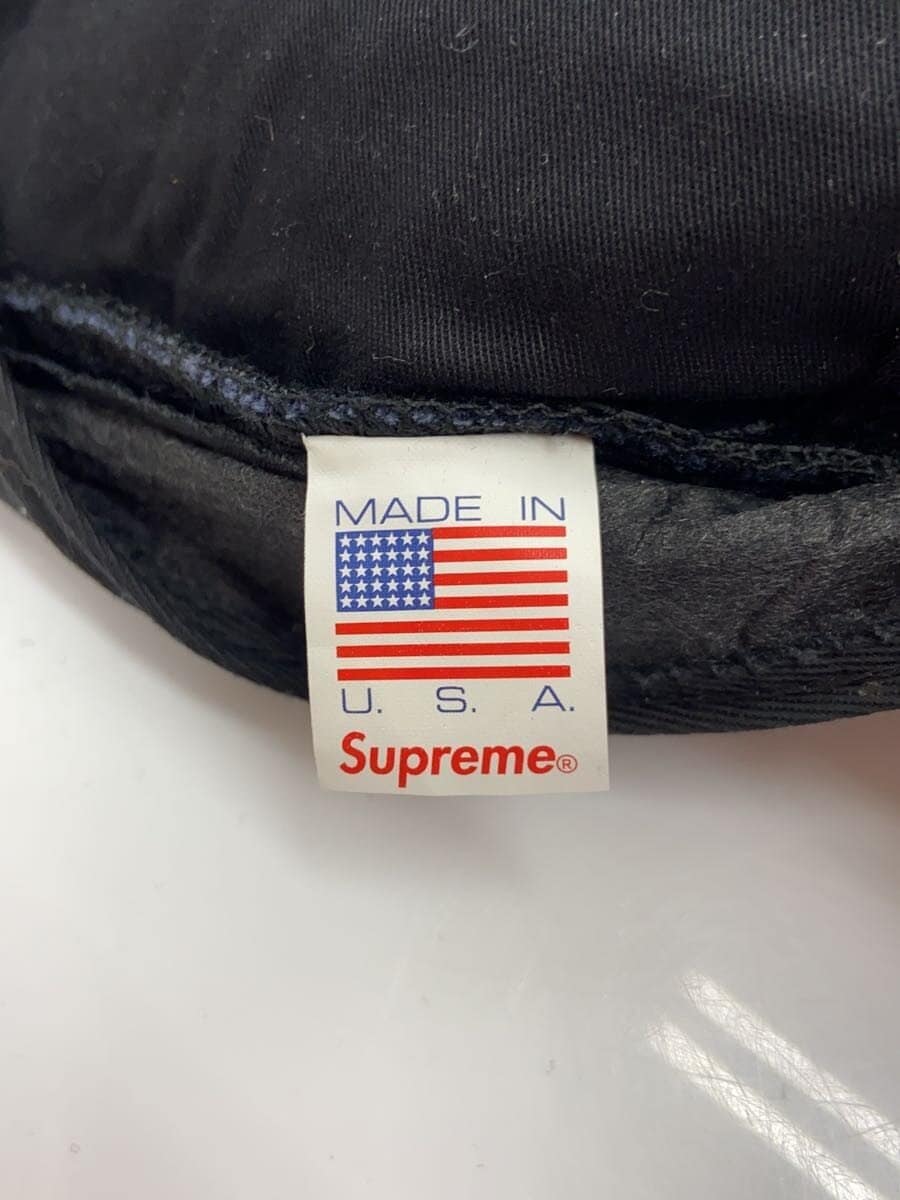 MADE IN
U. S. A.
Supreme®